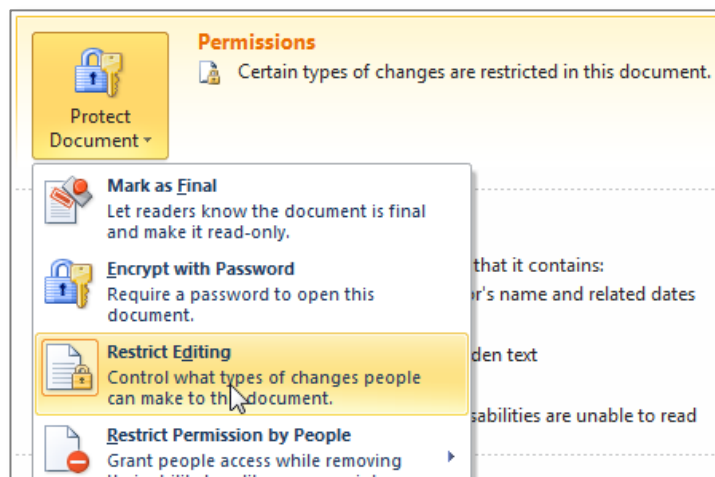 Permissions
Certain types of changes are restricted in this document.
Protect
Document
Mark as Final
Let readers know the document is final
and make it read-only.
Encrypt with Password
that it contains:
Require a password to open this
r's name and related dates
document.
Restrict Editing
den text
Control what types of changes people
can make to the document.
sabilities are unable to read
Restrict Permission by People
Grant people access while removing